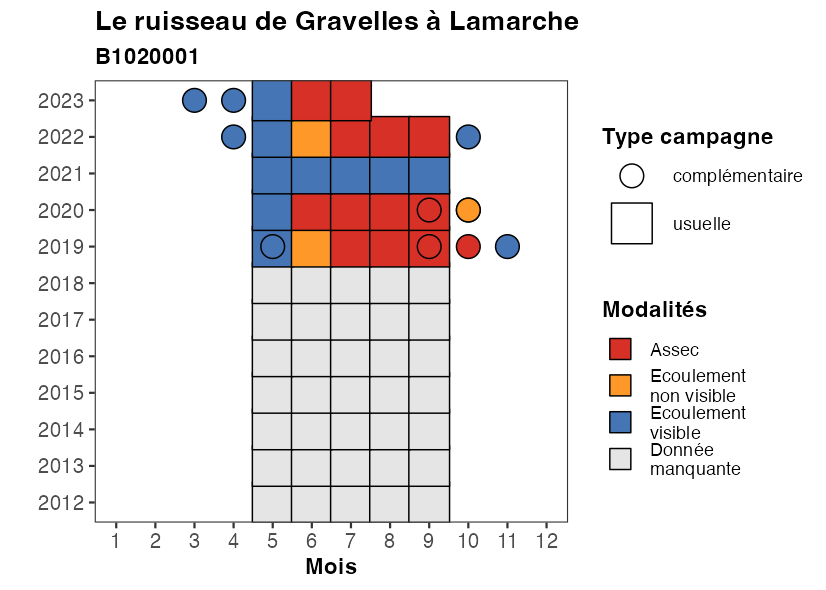 Le ruisseau de Gravelles à Lamarche
B1020001
2023
2022
2021
2020
2019
2018
2017
2016
2015
2014
2013
2012
1 2 3 4 5 6 7 8 9 10 11 12
Mois
Type campagne
complémentaire
usuelle
Modalités
Assec
Ecoulement
non visible
Ecoulement
visible
Donnée
manquante